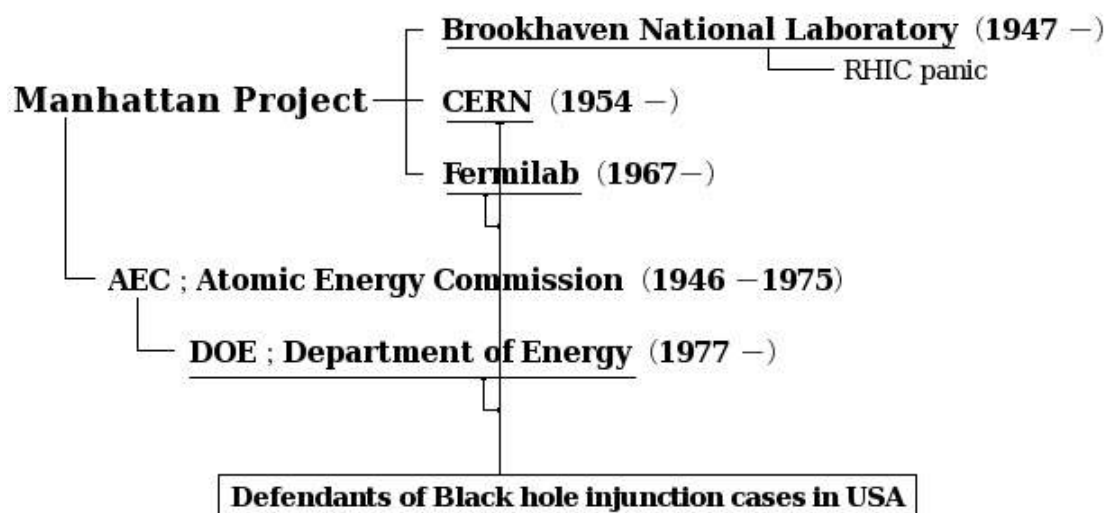 Brookhaven National Laboratory (1947 −)
RHIC panic
Manhattan Project
CERN (1954 −)
Fermilab (1967−)
AEC ; Atomic Energy Commission (1946 −1975)
DOE ; Department of Energy (1977 −)
Defendants of Black hole injunction cases in USA